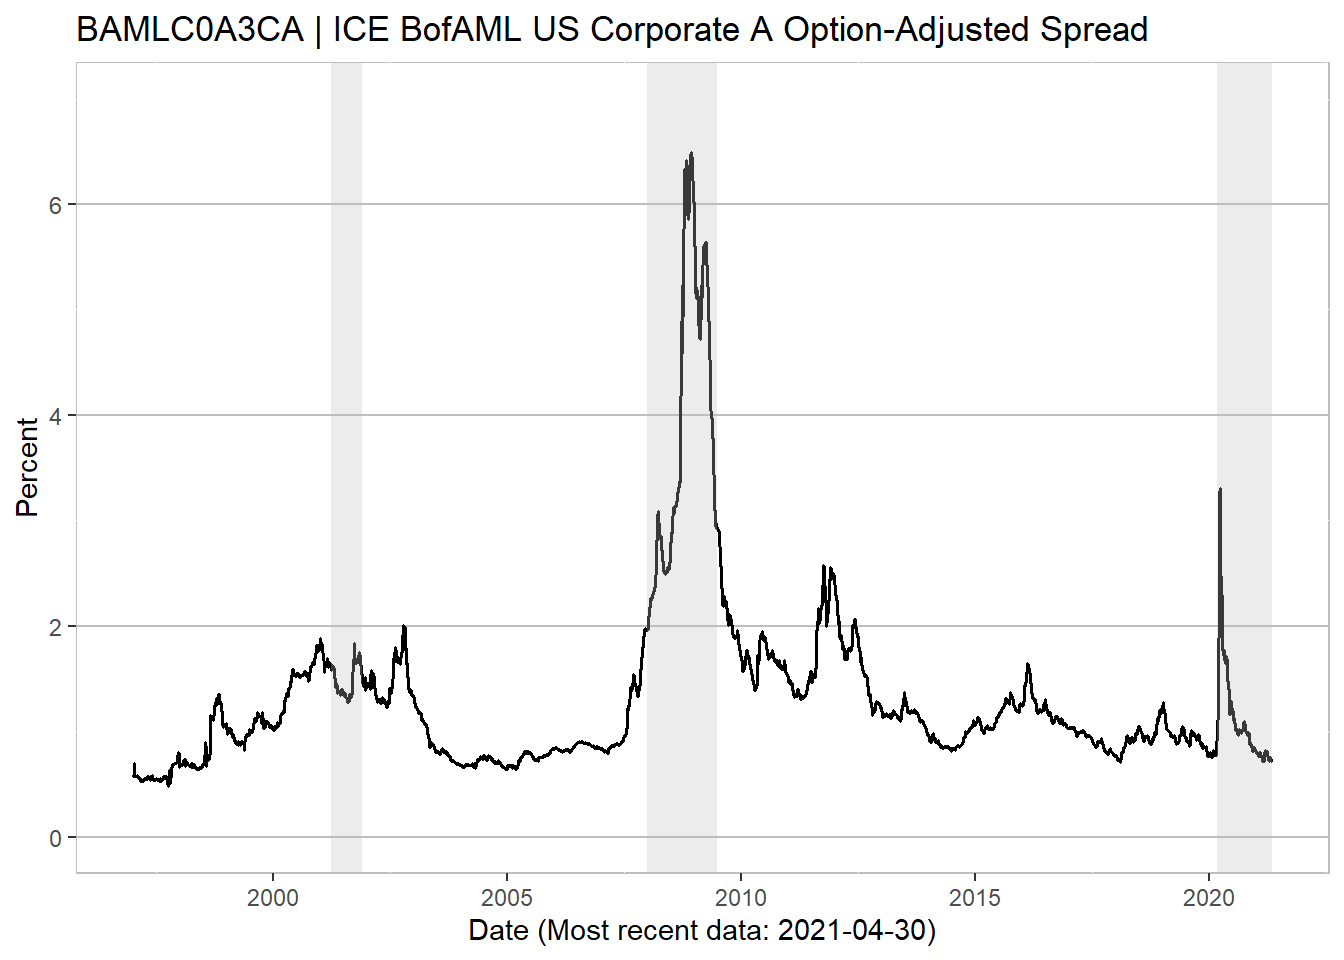 BAMLC0A3CA | ICE BofAML US Corporate A Option-Adjusted Spread
Percent
6
4
2
0
2000 2005 2010 2015 2020
Date (Most recent data: 2021-04-30)